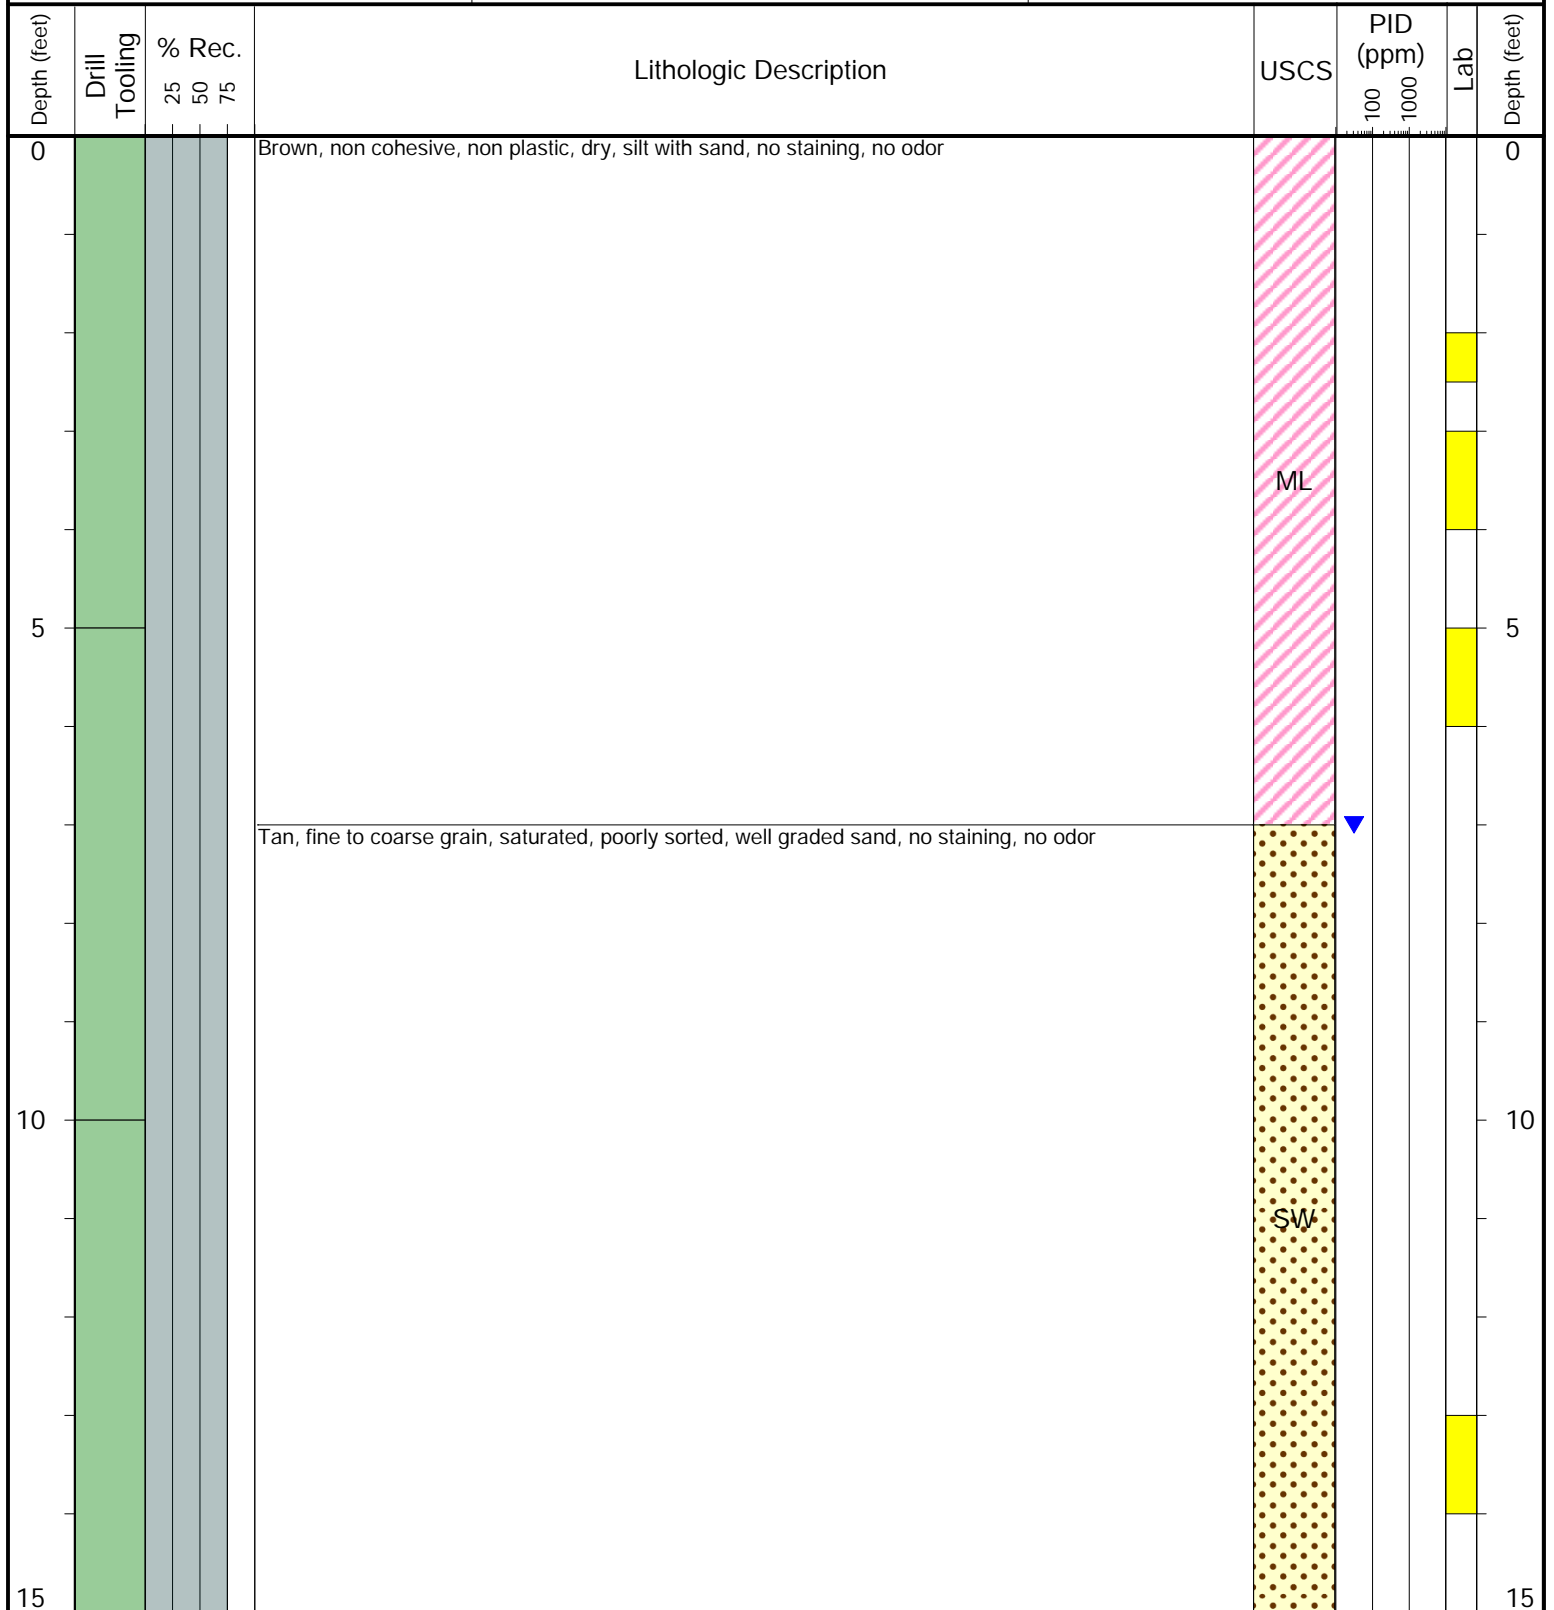 Depth (feet)
Drill
Tooling
% Rec.
25
50
75
Lithologic Description
USCS
PID
(ppm)
100
1000
Lab
Depth (feet)
0
Brown, non cohesive, non plastic, dry, silt with sand, no staining, no odor
0
ML
5
5
Tan, fine to coarse grain, saturated, poorly sorted, well graded sand, no staining, no odor
10
10
SW
15
15